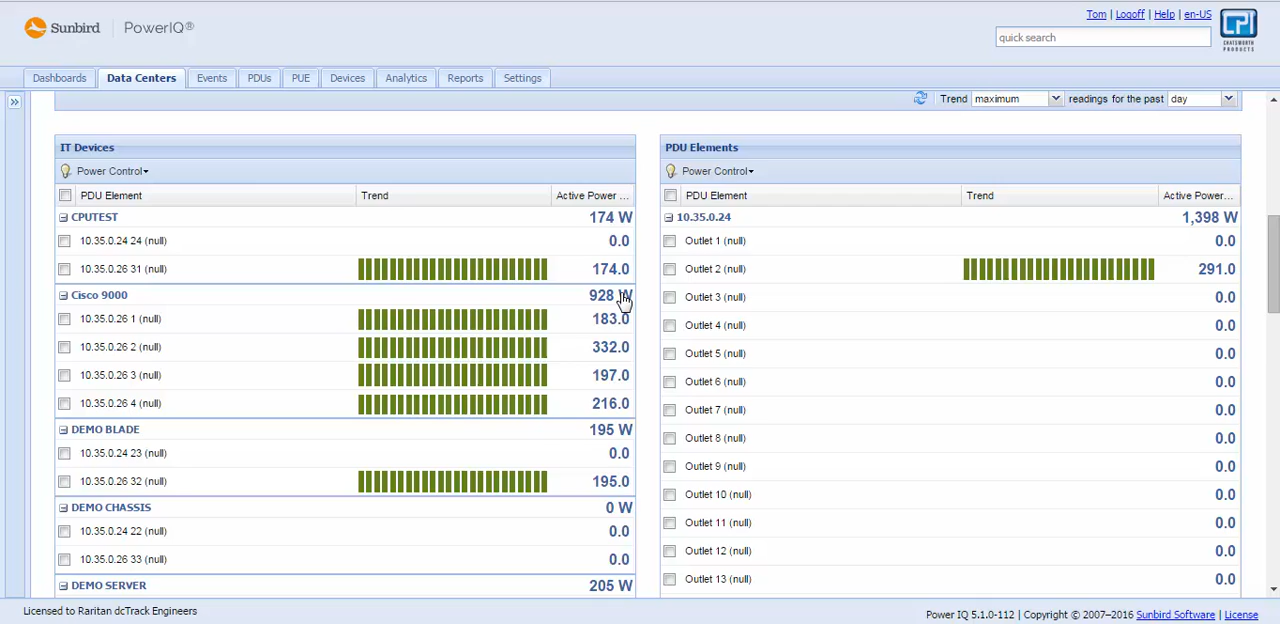 Sunbird PowerIQ®
Tom | Logoff | Help | en-US
quick search
CPI
CHATSWORTH
PRODUCTS
Dashboards Data Centers Events PDUs PUE Devices Analytics Reports Settings
Trend maximum readings for the past day
IT Devices
Power Control
PDU Element Trend Active Power ...
CPUTEST 174 W
10.35.0.24 24 (null) 0.0
10.35.0.26 31 (null) 174.0
Cisco 9000 928 W
10.35.0.26 1 (null) 183.0
10.35.0.26 2 (null) 332.0
10.35.0.26 3 (null) 197.0
10.35.0.26 4 (null) 216.0
DEMO BLADE 195 W
10.35.0.24 23 (null) 0.0
10.35.0.26 32 (null) 195.0
DEMO CHASSIS 0 W
10.35.0.24 22 (null) 0.0
10.35.0.26 33 (null) 0.0
DEMO SERVER 205 W
PDU Elements
Power Control
PDU Element Trend Active Power...
10.35.0.24 1,398 W
Outlet 1 (null) 0.0
Outlet 2 (null) 291.0
Outlet 3 (null) 0.0
Outlet 4 (null) 0.0
Outlet 5 (null) 0.0
Outlet 6 (null) 0.0
Outlet 7 (null) 0.0
Outlet 8 (null) 0.0
Outlet 9 (null) 0.0
Outlet 10 (null) 0.0
Outlet 11 (null) 0.0
Outlet 12 (null) 0.0
Outlet 13 (null) 0.0
Licensed to Raritan dcTrack Engineers
Power IQ 5.1.0-112 | Copyright © 2007–2016 Sunbird Software | License